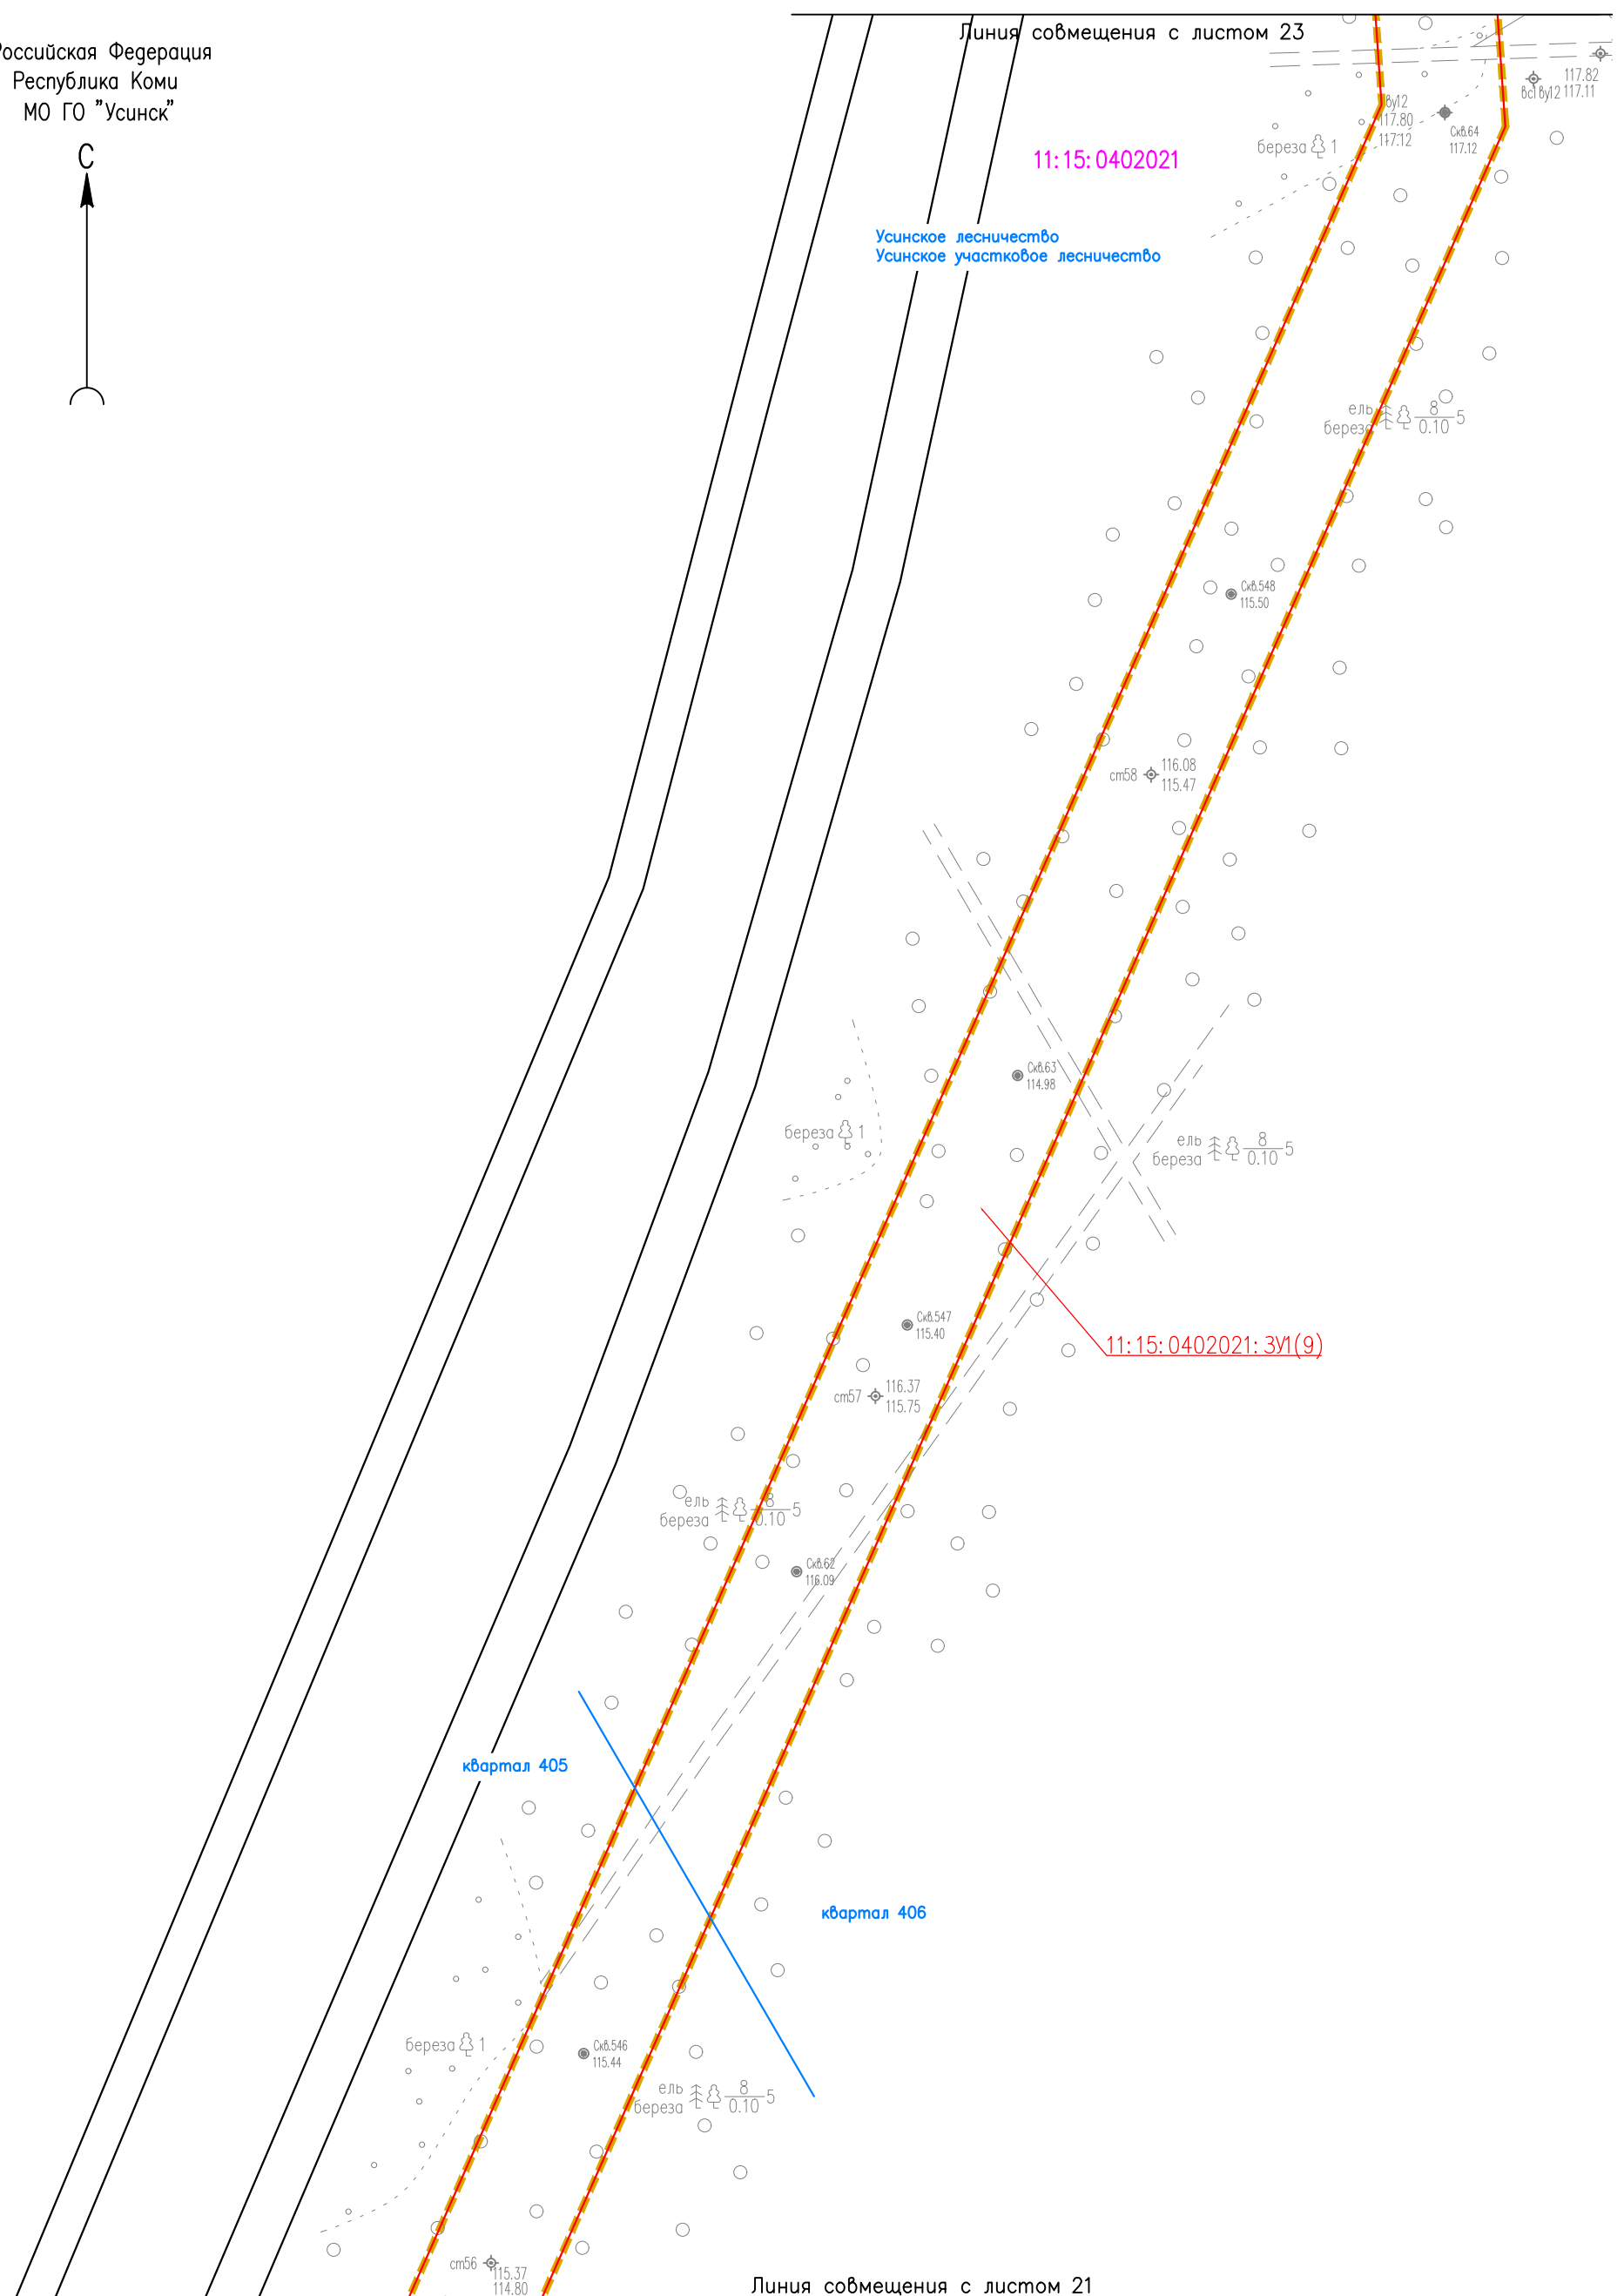 Линия совмещения с листом 23
Российская Федерация
Республика Коми
МО ГО "Усинск"
С
117.82
вс1ву12 117.11
ву12
117.80
117.12
Скв.64
117.12
береза 1
11:15:0402021
Усинское лесничество
Усинское участковое лесничество
ель
береза
8
0.10
5
Скв.548
115.50
ст58
116.08
115.47
Скв.63
114.98
береза 1
ель
береза
8
0.10
5
Скв.547
115.40
11:15:0402021:ЗУ1(9)
ст57
116.37
115.75
ель
береза
8
0.10
5
Скв.62
116.09
квартал 405
квартал 406
береза 1
Скв.546
115.44
ель
береза
8
0.10
5
ст56
115.37
114.80
Линия совмещения с листом 21